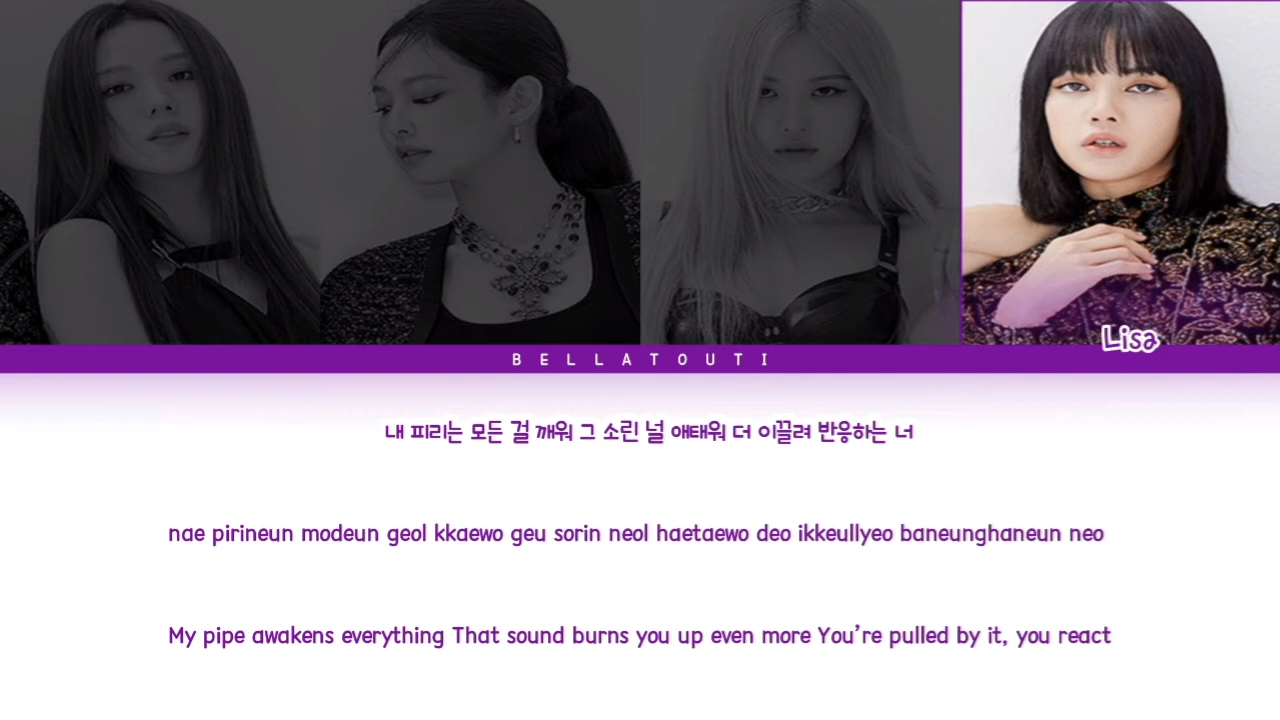 Lisa
BELLATOUTI
내 피리는 모든 걸 깨워 그 소린 널 애태워 더 이끌려 반응하는 너
nae pirineun modeun geol kkaewo geu sorin neol haetaewo deo ikkeullyeo baneunghaneun neo
My pipe awakens everything That sound burns you up even more You're pulled by it, you react